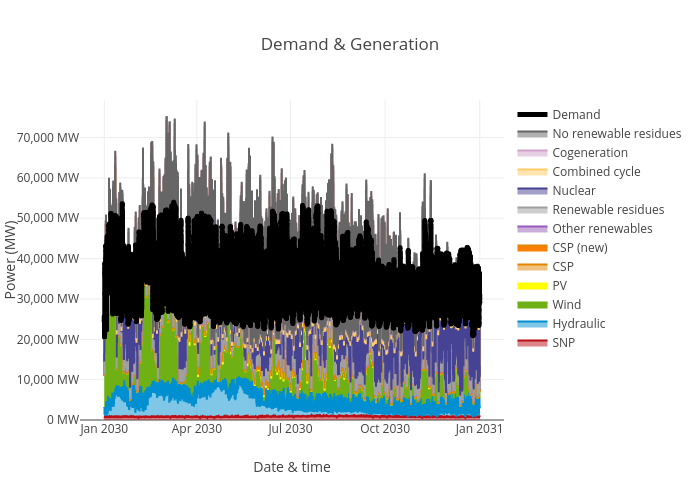 Demand & Generation
70,000 MW
60,000 MW
50,000 MW
40,000 MW
30,000 MW
20,000 MW
10,000 MW
0 MW
Power (MW)
Jan 2030
Apr 2030
Jul 2030
Oct 2030
Jan 2031
Date & time
Demand
No renewable residues
Cogeneration
Combined cycle
Nuclear
Renewable residues
Other renewables
CSP (new)
CSP
PV
Wind
Hydraulic
SNP